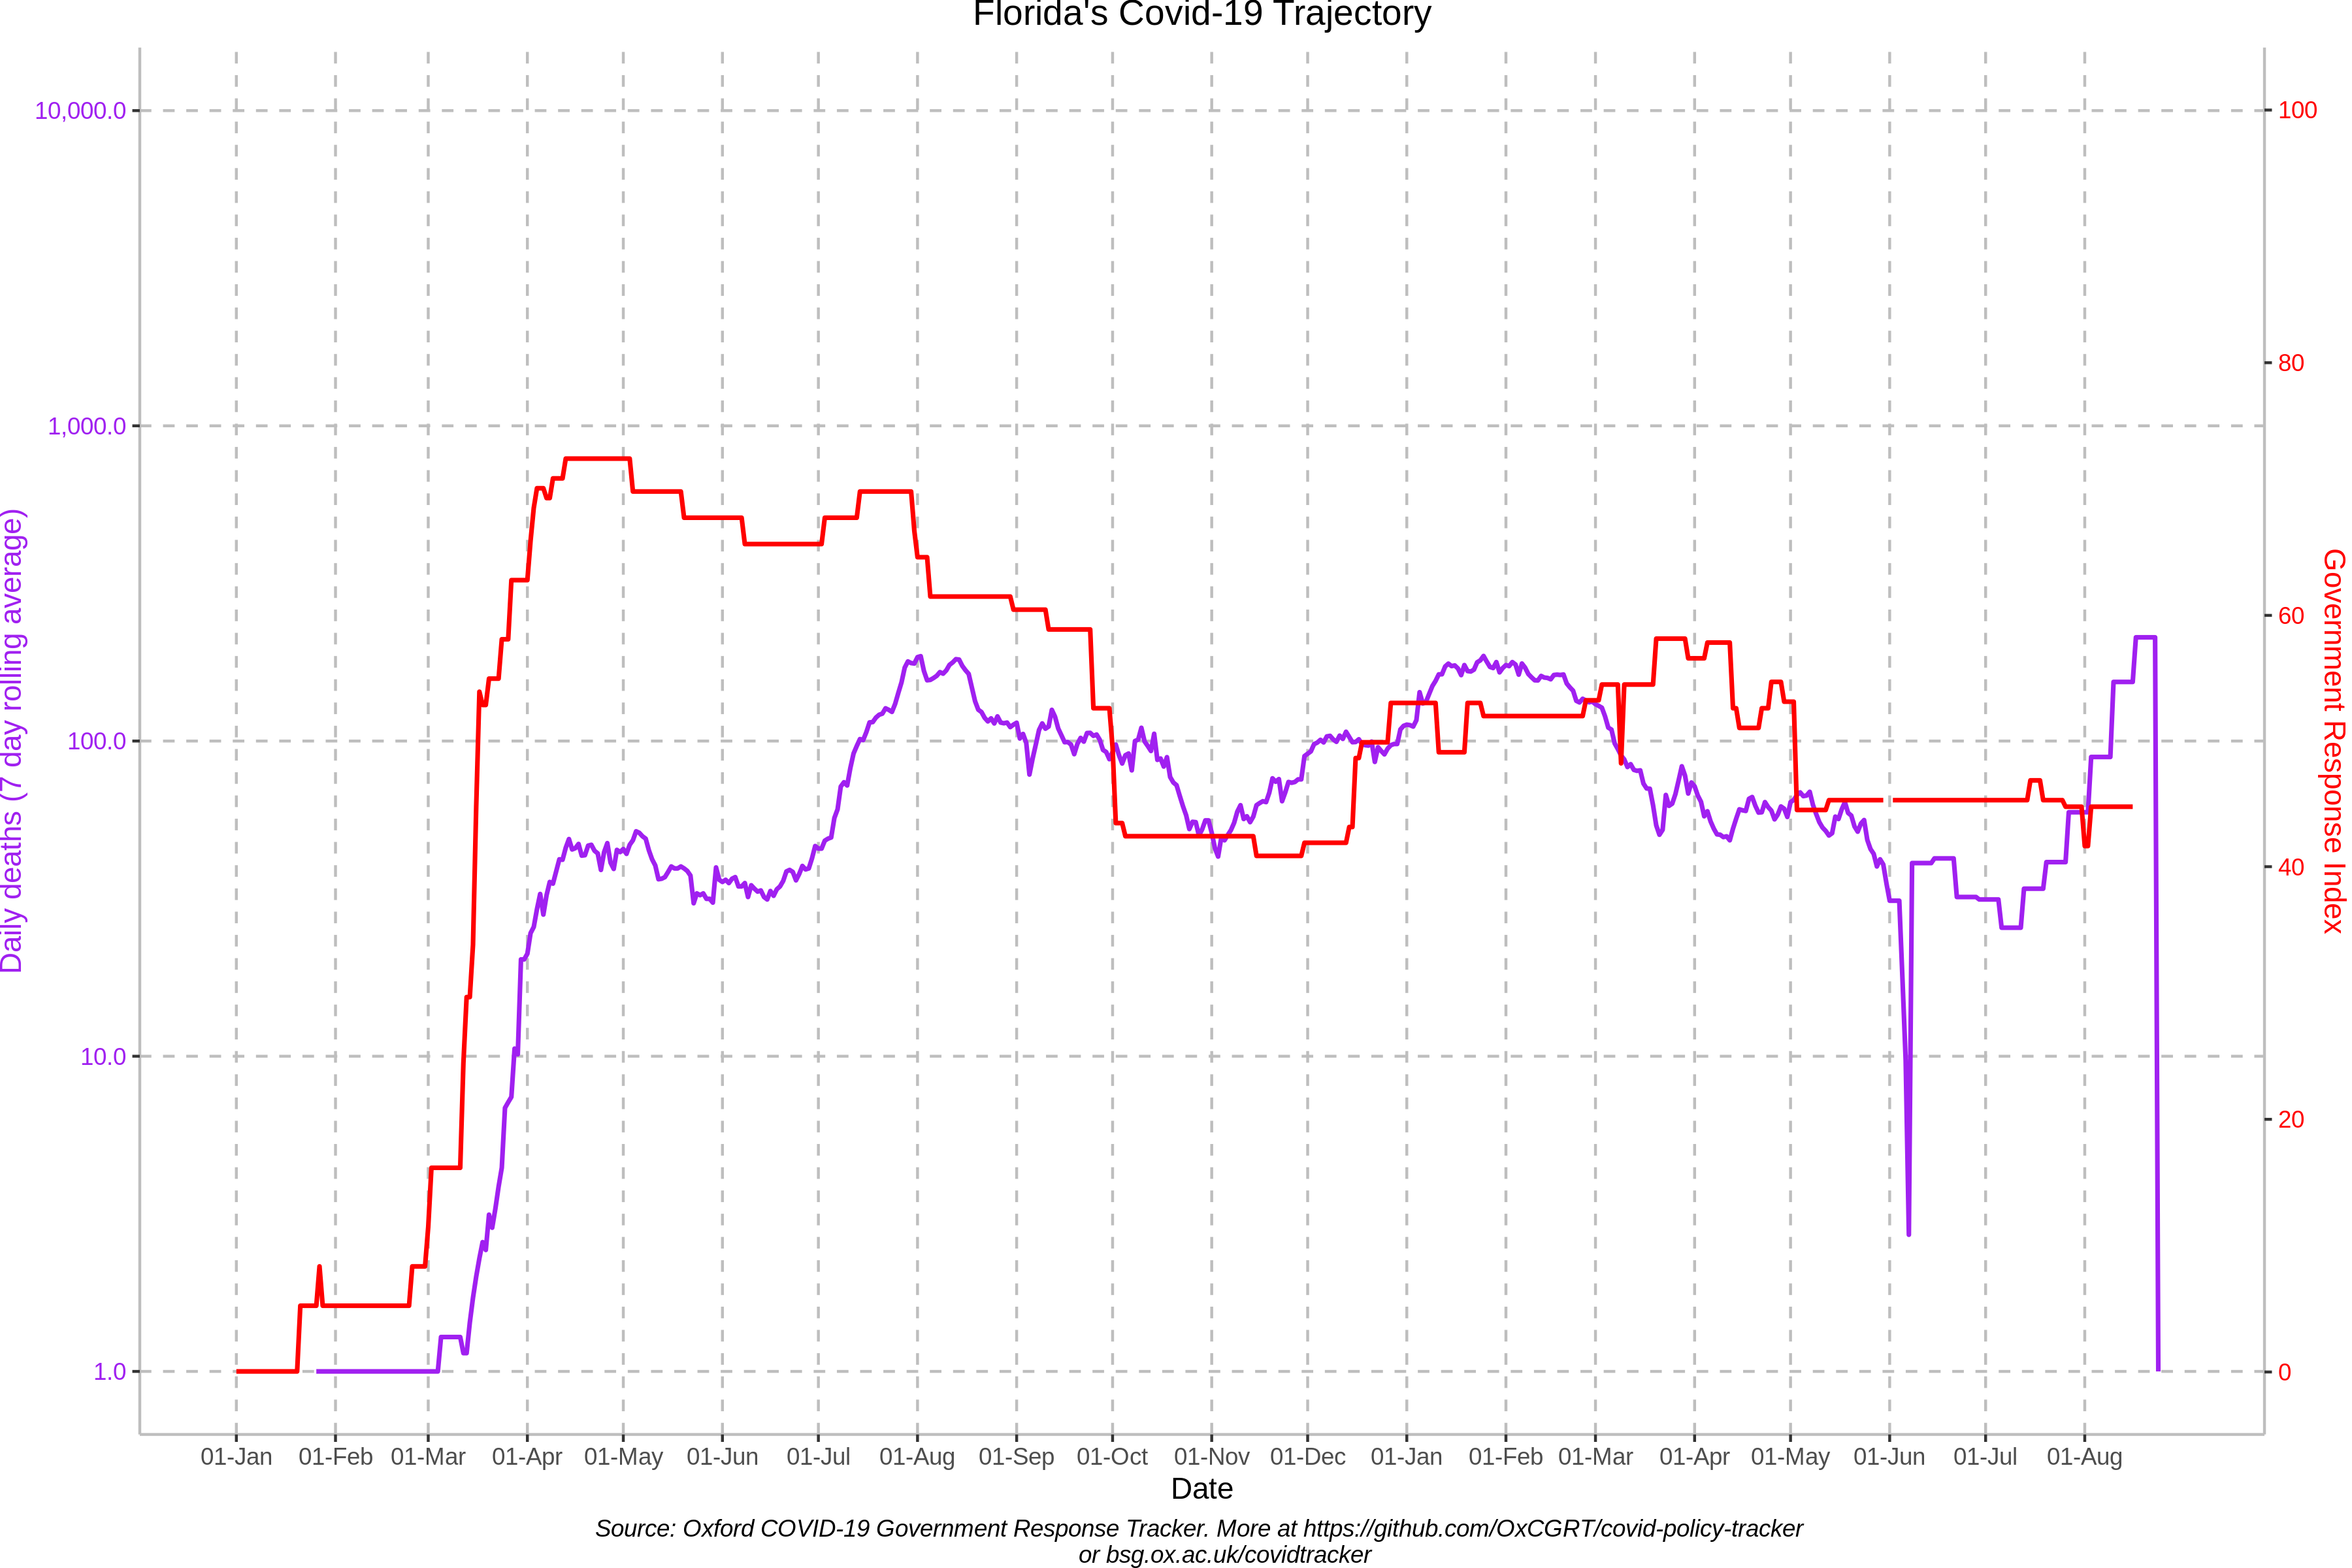 Florida's Covid-19 Trajectory
10,000.0
1,000.0
100.0
10.0
1.0
Daily deaths (7 day rolling average)
100
80
60
40
20
0
Government Response Index
01-Jan 01-Feb 01-Mar 01-Apr 01-May 01-Jun 01-Jul 01-Aug 01-Sep 01-Oct 01-Nov 01-Dec 01-Jan 01-Feb 01-Mar 01-Apr 01-May 01-Jun 01-Jul 01-Aug
Date
Source: Oxford COVID-19 Government Response Tracker. More at https://github.com/OxCGRT/covid-policy-tracker
or bsg.ox.ac.uk/covidtracker